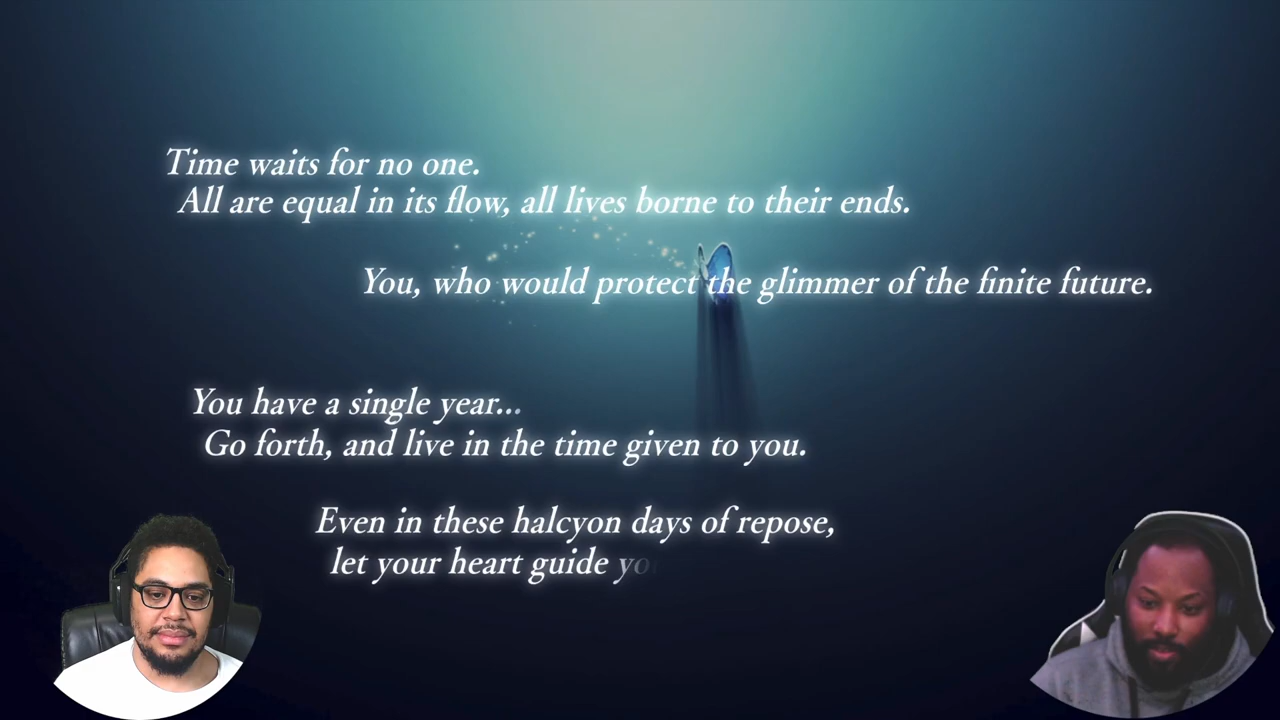 Time waits for no one.
All are equal in its flow, all lives borne to their ends.
You, who would protect the glimmer of the finite future.
You have a single year...
Go forth, and live in the time given to you.
Even in these halcyon days of repose,
let your heart guide yo